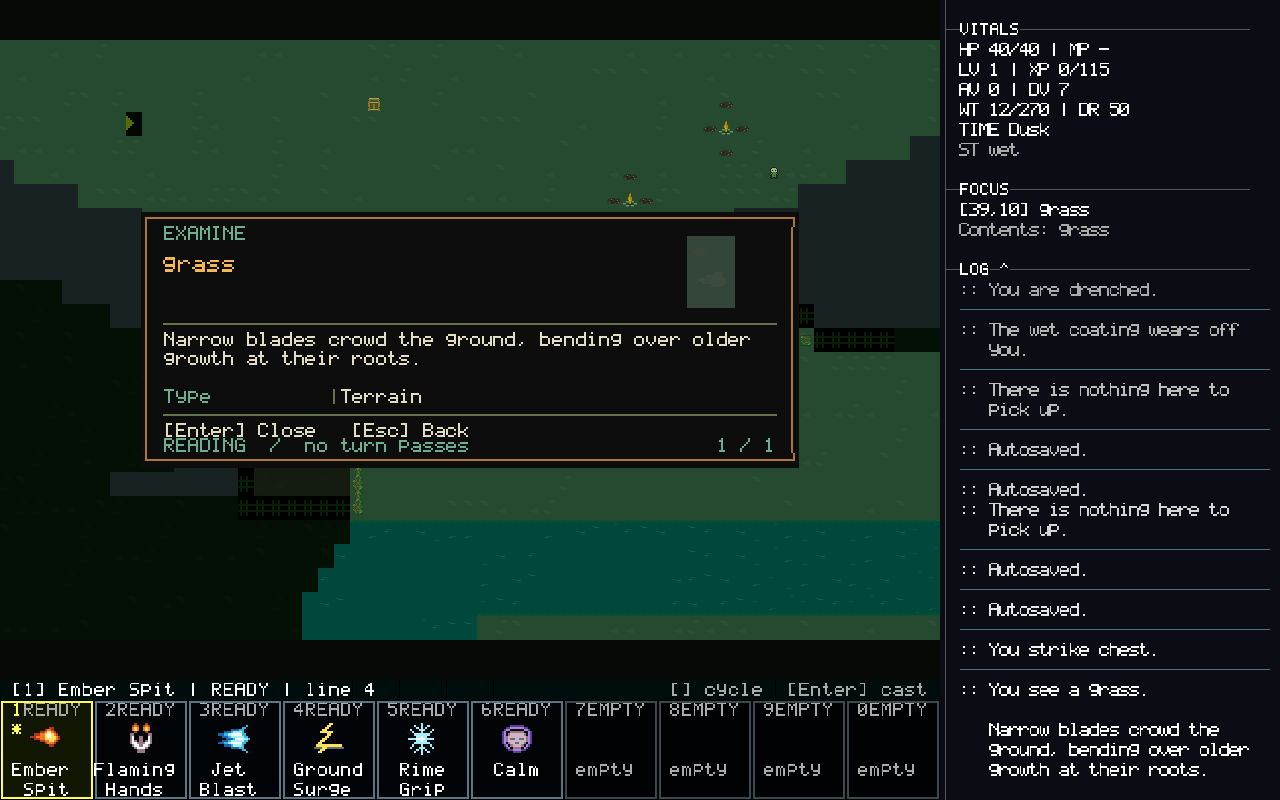 EXAMINE
grass
Narrow blades crowd the ground, bending over older
growth at their roots.
Type | Terrain
[Enter] Close [Esc] Back
READING / no turn passes 1 / 1
[1] Ember Spit | READY | line 4
[] cycle [Enter] cast
1READY
*
Ember
Spit
2READY
Flaming
Hands
3READY
Jet
Blast
4READY
Ground
Surge
5READY
Rime
Grip
6READY
Calm
7EMPTY
empty
8EMPTY
empty
9EMPTY
empty
0EMPTY
empty
VITALS
HP 40/40 | MP -
LV 1 | XP 0/115
AV 0 | DV 7
WT 12/270 | DR 50
TIME Dusk
ST wet
FOCUS
[39,10] grass
Contents: grass
LOG ^
:: You are drenched.
:: The wet coating wears off
you.
:: There is nothing here to
pick up.
:: Autosaved.
:: Autosaved.
:: There is nothing here to
pick up.
:: Autosaved.
:: Autosaved.
:: You strike chest.
:: You see a grass.
Narrow blades crowd the
ground, bending over older
growth at their roots.